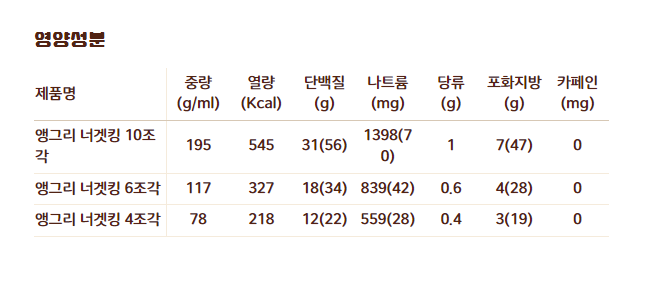 영양성분
제품명 중량 (g/ml) 열량 (Kcal) 단백질 (g) 나트륨 (mg) 당류 (g) 포화지방 (g) 카페인 (mg)
앵그리 너겟킹 10조각 195 545 31(56) 1398(70) 1 7(47) 0
앵그리 너겟킹 6조각 117 327 18(34) 839(42) 0.6 4(28) 0
앵그리 너겟킹 4조각 78 218 12(22) 559(28) 0.4 3(19) 0